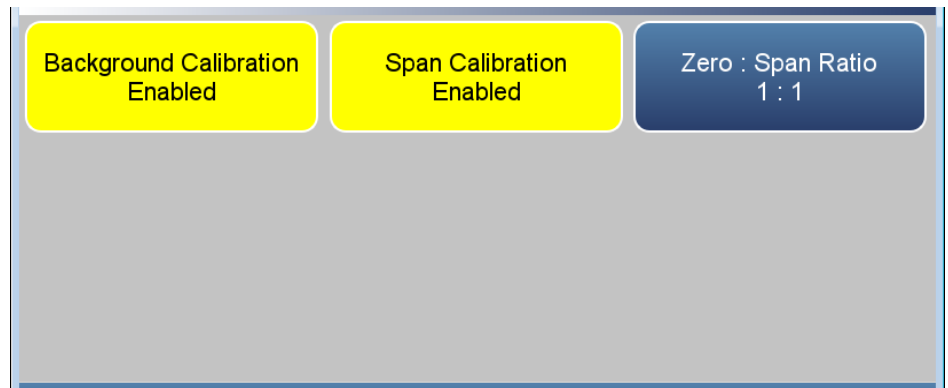 Background Calibration
Enabled
Span Calibration
Enabled
Zero : Span Ratio
1 : 1